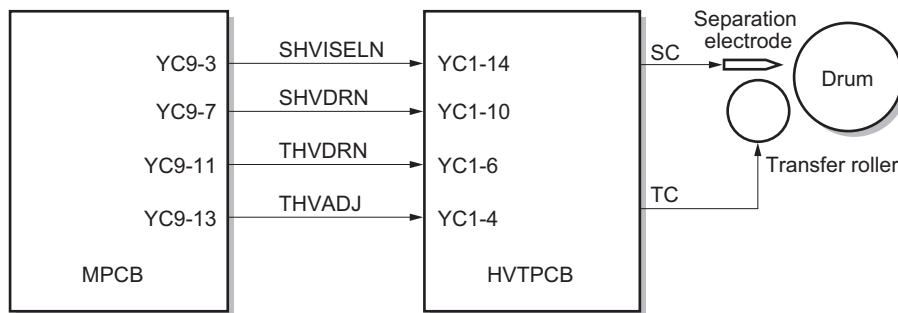 Separation
electrode
SHVISELN
SC
YC9-3
YC1-14
Drum
SHVDRN
YC9-7
YC1-10
THVDRN
YC9-11
YC1-6
Transfer roller
THVADJ
TC
YC9-13
YC1-4
MPCB
HVTPCB